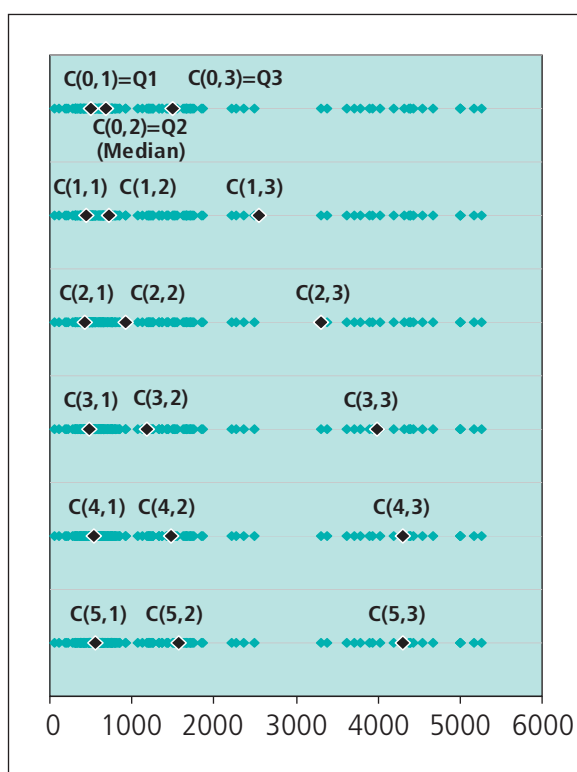 C(0,1)=Q1 C(0,3)=Q3
C(0,2)=Q2
(Median)
C(1,1) C(1,2) C(1,3)
C(2,1) C(2,2) C(2,3)
C(3,1) C(3,2) C(3,3)
C(4,1) C(4,2) C(4,3)
C(5,1) C(5,2) C(5,3)
0 1000 2000 3000 4000 5000 6000